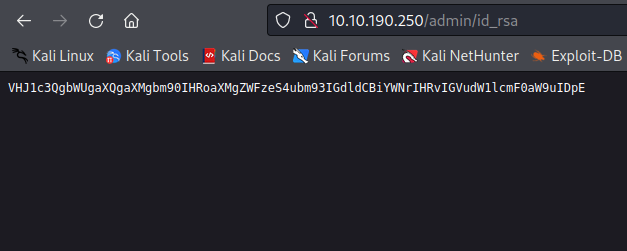 10.10.190.250/admin/id_rsa
Kali Linux Kali Tools Kali Docs Kali Forums Kali NetHunter Exploit-DB
VHJ1c3QgbWUgaXQgaXMgbm90IHRoaXMgZWFzeS4ubm93IGdldCBiYWNrIHRvIGVudW1lcmF0aW9uIDpE